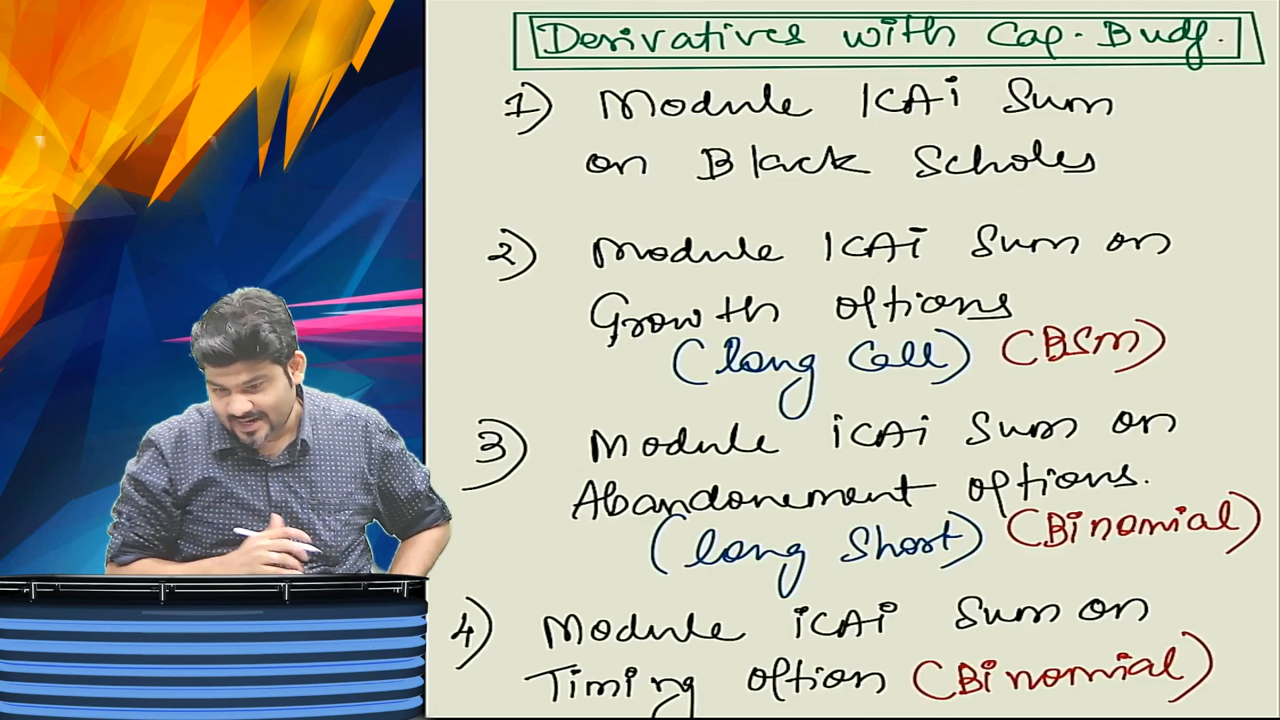 Derivatives with Cap. Budg.
1) Module ICAi Sum
on Black Scholes
2) Module ICAi Sum on
Growth options
(long Call) (BSM)
3) Module iCAi Sum on
Abandonement options.
(long Short) (Binomial)
4) Module iCAi Sum on
Timing option (Binomial)